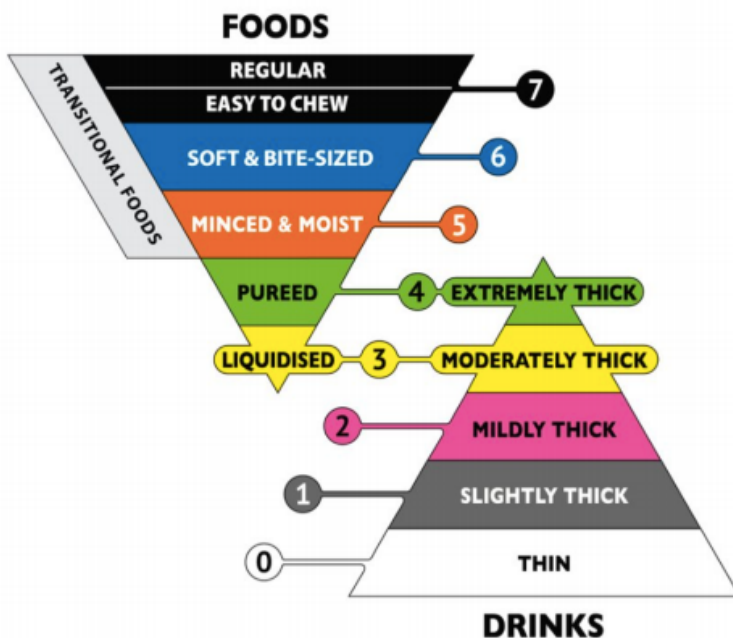 FOODS
TRANSITIONAL FOODS
REGULAR
EASY TO CHEW
7
SOFT & BITE-SIZED
6
MINCED & MOIST
5
PUREED
4
EXTREMELY THICK
LIQUIDISED
3
MODERATELY THICK
2
MILDLY THICK
1
SLIGHTLY THICK
0
THIN
DRINKS